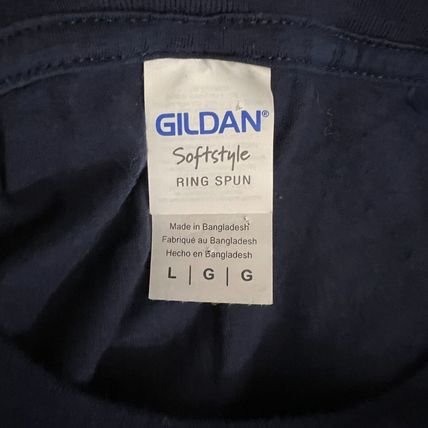 GILDAN®
Softstyle
RING SPUN
Made in Bangladesh
Fabriqué au Bangladesh
Hecho en Bangladesh
L | G | G